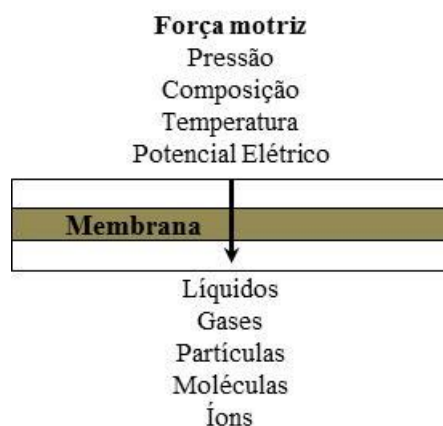 Força motriz
Pressão
Composição
Temperatura
Potencial Elétrico
Membrana
Líquidos
Gases
Partículas
Moléculas
Íons